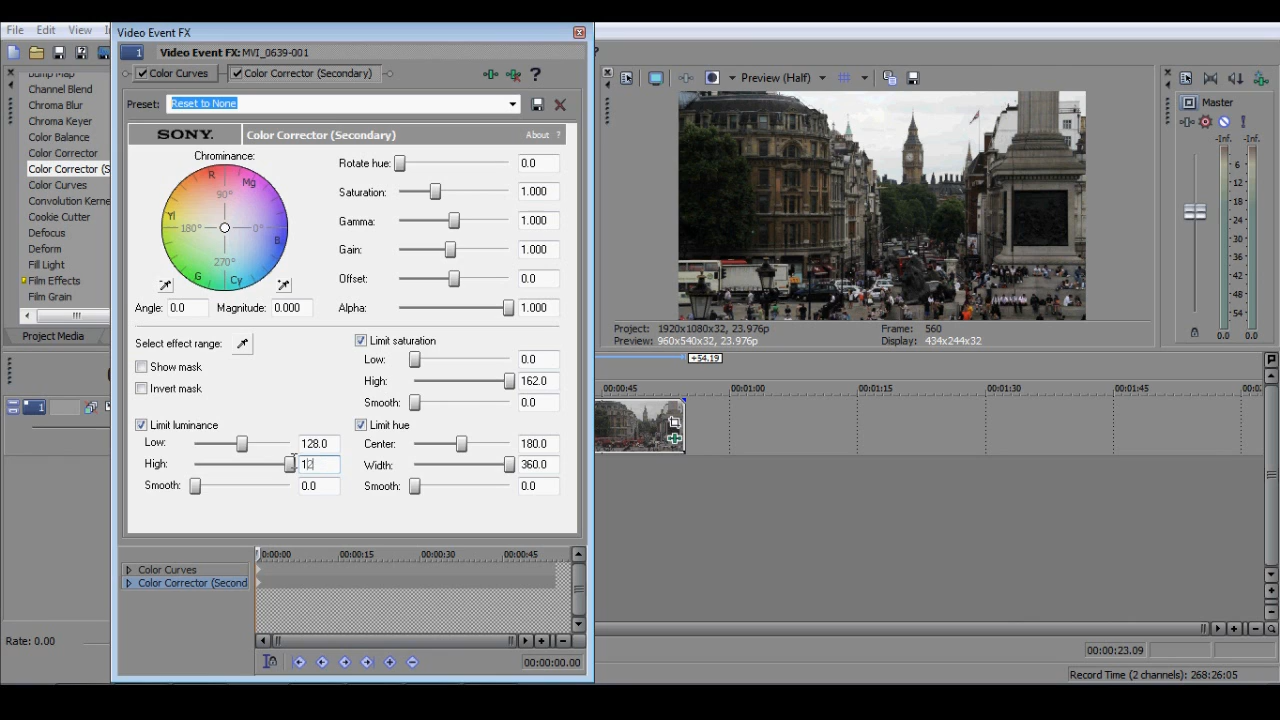 File Edit View
Video Event FX
Video Event FX: MVI_0639-001
Color Curves
Color Corrector (Secondary)
Preset: Reset to None
SONY. Color Corrector (Secondary) About ?
Chrominance:
R
Mg
Yl
B
G
Cy
90°
180°
0°
270°
Angle: 0.0 Magnitude: 0.000
Rotate hue: 0.0
Saturation: 1.000
Gamma: 1.000
Gain: 1.000
Offset: 0.0
Alpha: 1.000
Select effect range:
Show mask
Invert mask
Limit luminance
Low: 128.0
High: 12
Smooth: 0.0
Limit saturation
Low: 0.0
High: 162.0
Smooth: 0.0
Limit hue
Center: 180.0
Width: 360.0
Smooth: 0.0
0:00:00 00:00:15 00:00:30 00:00:45
Color Curves
Color Corrector (Second
00:00:00.00
Bump Map
Channel Blend
Chroma Blur
Chroma Keyer
Color Balance
Color Corrector
Color Corrector (S
Color Curves
Convolution Kerne
Cookie Cutter
Defocus
Deform
Fill Light
Film Effects
Film Grain
Project Media
1
Rate: 0.00
Preview (Half)
Project: 1920x1080x32, 23.976p
Preview: 960x540x32, 23.976p
Frame: 560
Display: 434x244x32
+54.19
00:00:45 00:01:00 00:01:15 00:01:30 00:01:45
Master
-Inf. -Inf.
6
12
18
24
30
36
42
48
54
0.0 0.0
00:00:23.09
Record Time (2 channels): 268:26:05